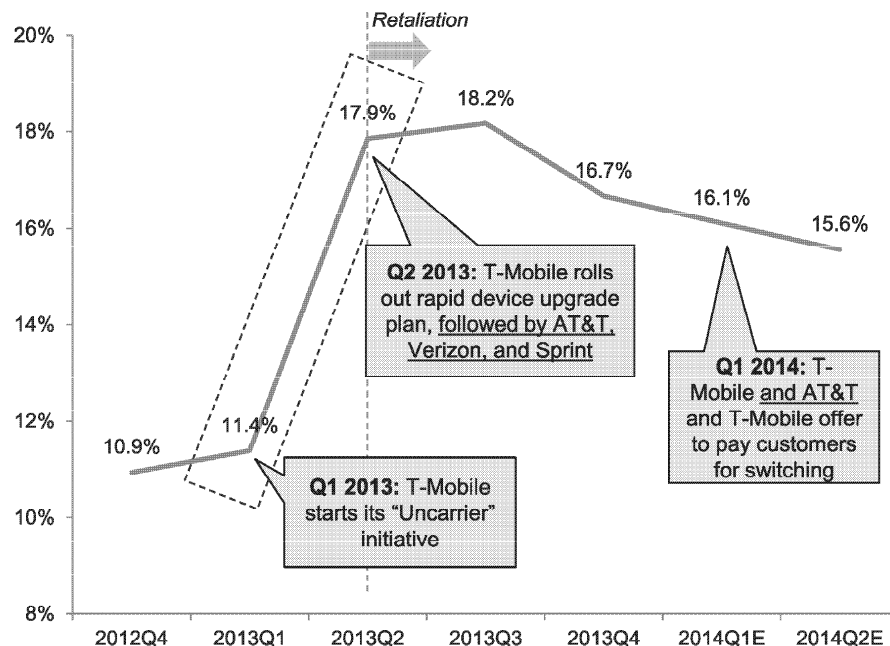 Retaliation
20%
18%
16%
14%
12%
10%
8%
10.9%
11.4%
17.9%
18.2%
16.7%
16.1%
15.6%
Q2 2013: T-Mobile rolls
out rapid device upgrade
plan, followed by AT&T,
Verizon, and Sprint
Q1 2014: T-
Mobile and AT&T
and T-Mobile offer
to pay customers
for switching
Q1 2013: T-Mobile
starts its “Uncarrier”
initiative
2012Q4 2013Q1 2013Q2 2013Q3 2013Q4 2014Q1E 2014Q2E